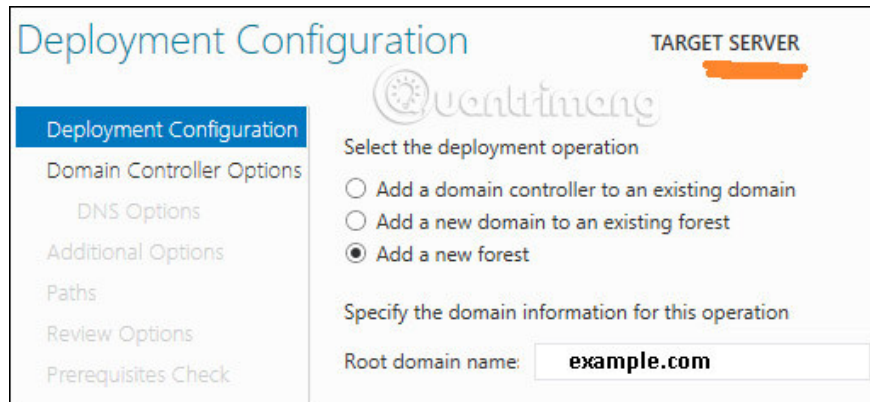 Deployment Configuration
TARGET SERVER
Quantrimang
Deployment Configuration
Domain Controller Options
DNS Options
Additional Options
Paths
Review Options
Prerequisites Check
Select the deployment operation
Add a domain controller to an existing domain
Add a new domain to an existing forest
Add a new forest
Specify the domain information for this operation
Root domain name:
example.com